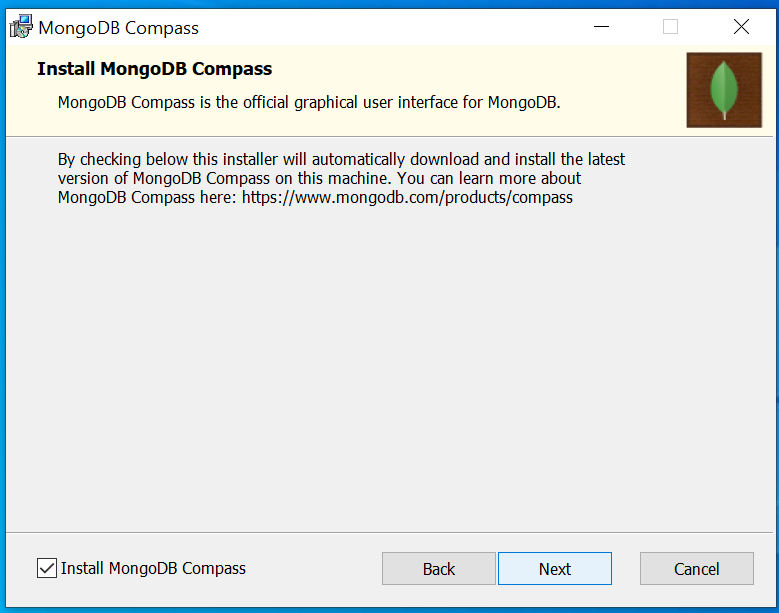 MongoDB Compass
Install MongoDB Compass
MongoDB Compass is the official graphical user interface for MongoDB.
By checking below this installer will automatically download and install the latest
version of MongoDB Compass on this machine. You can learn more about
MongoDB Compass here: https://www.mongodb.com/products/compass
Install MongoDB Compass
Back
Next
Cancel